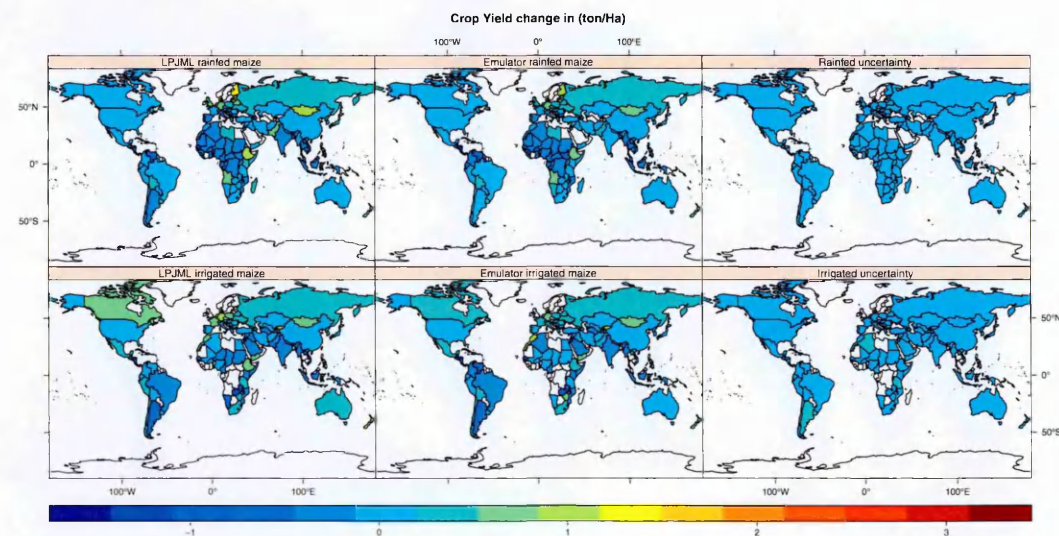 Crop Yield change in (ton/Ha)
100°W 0° 100°E
LPJML rainfed maize Emulator rainfed maize Rainfed uncertainty
50°N
0°
50°S
LPJML irrigated maize Emulator irrigated maize Irrigated uncertainty
50°N
0°
50°S
100°W 0° 100°E 100°W 0° 100°E
-1 0 1 2 3